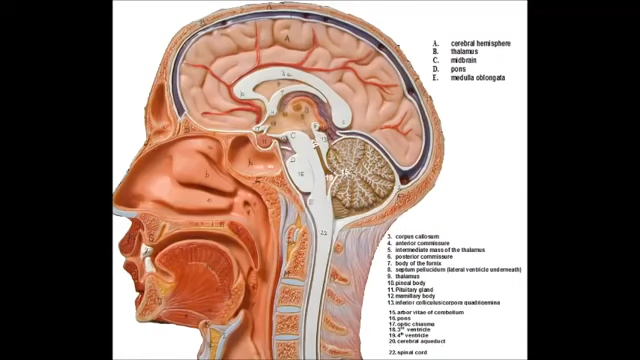 A. cerebral hemisphere
B. thalamus
C. midbrain
D. pons
E. medulla oblongata
3. corpus callosum
4. anterior commissure
5. intermediate mass of the thalamus
6. posterior commissure
7. body of the fornix
8. septum pellucidum (lateral ventricle underneath)
9. thalamus
10. pineal body
11. Pituitary gland
12. mamillary body
13. inferior colliculus/corpora quadrigemina
15. arbor vitae of cerebellum
16. pons
17. optic chiasma
18. 3rd ventricle
19. 4th ventricle
20. cerebral aqueduct
22. spinal cord